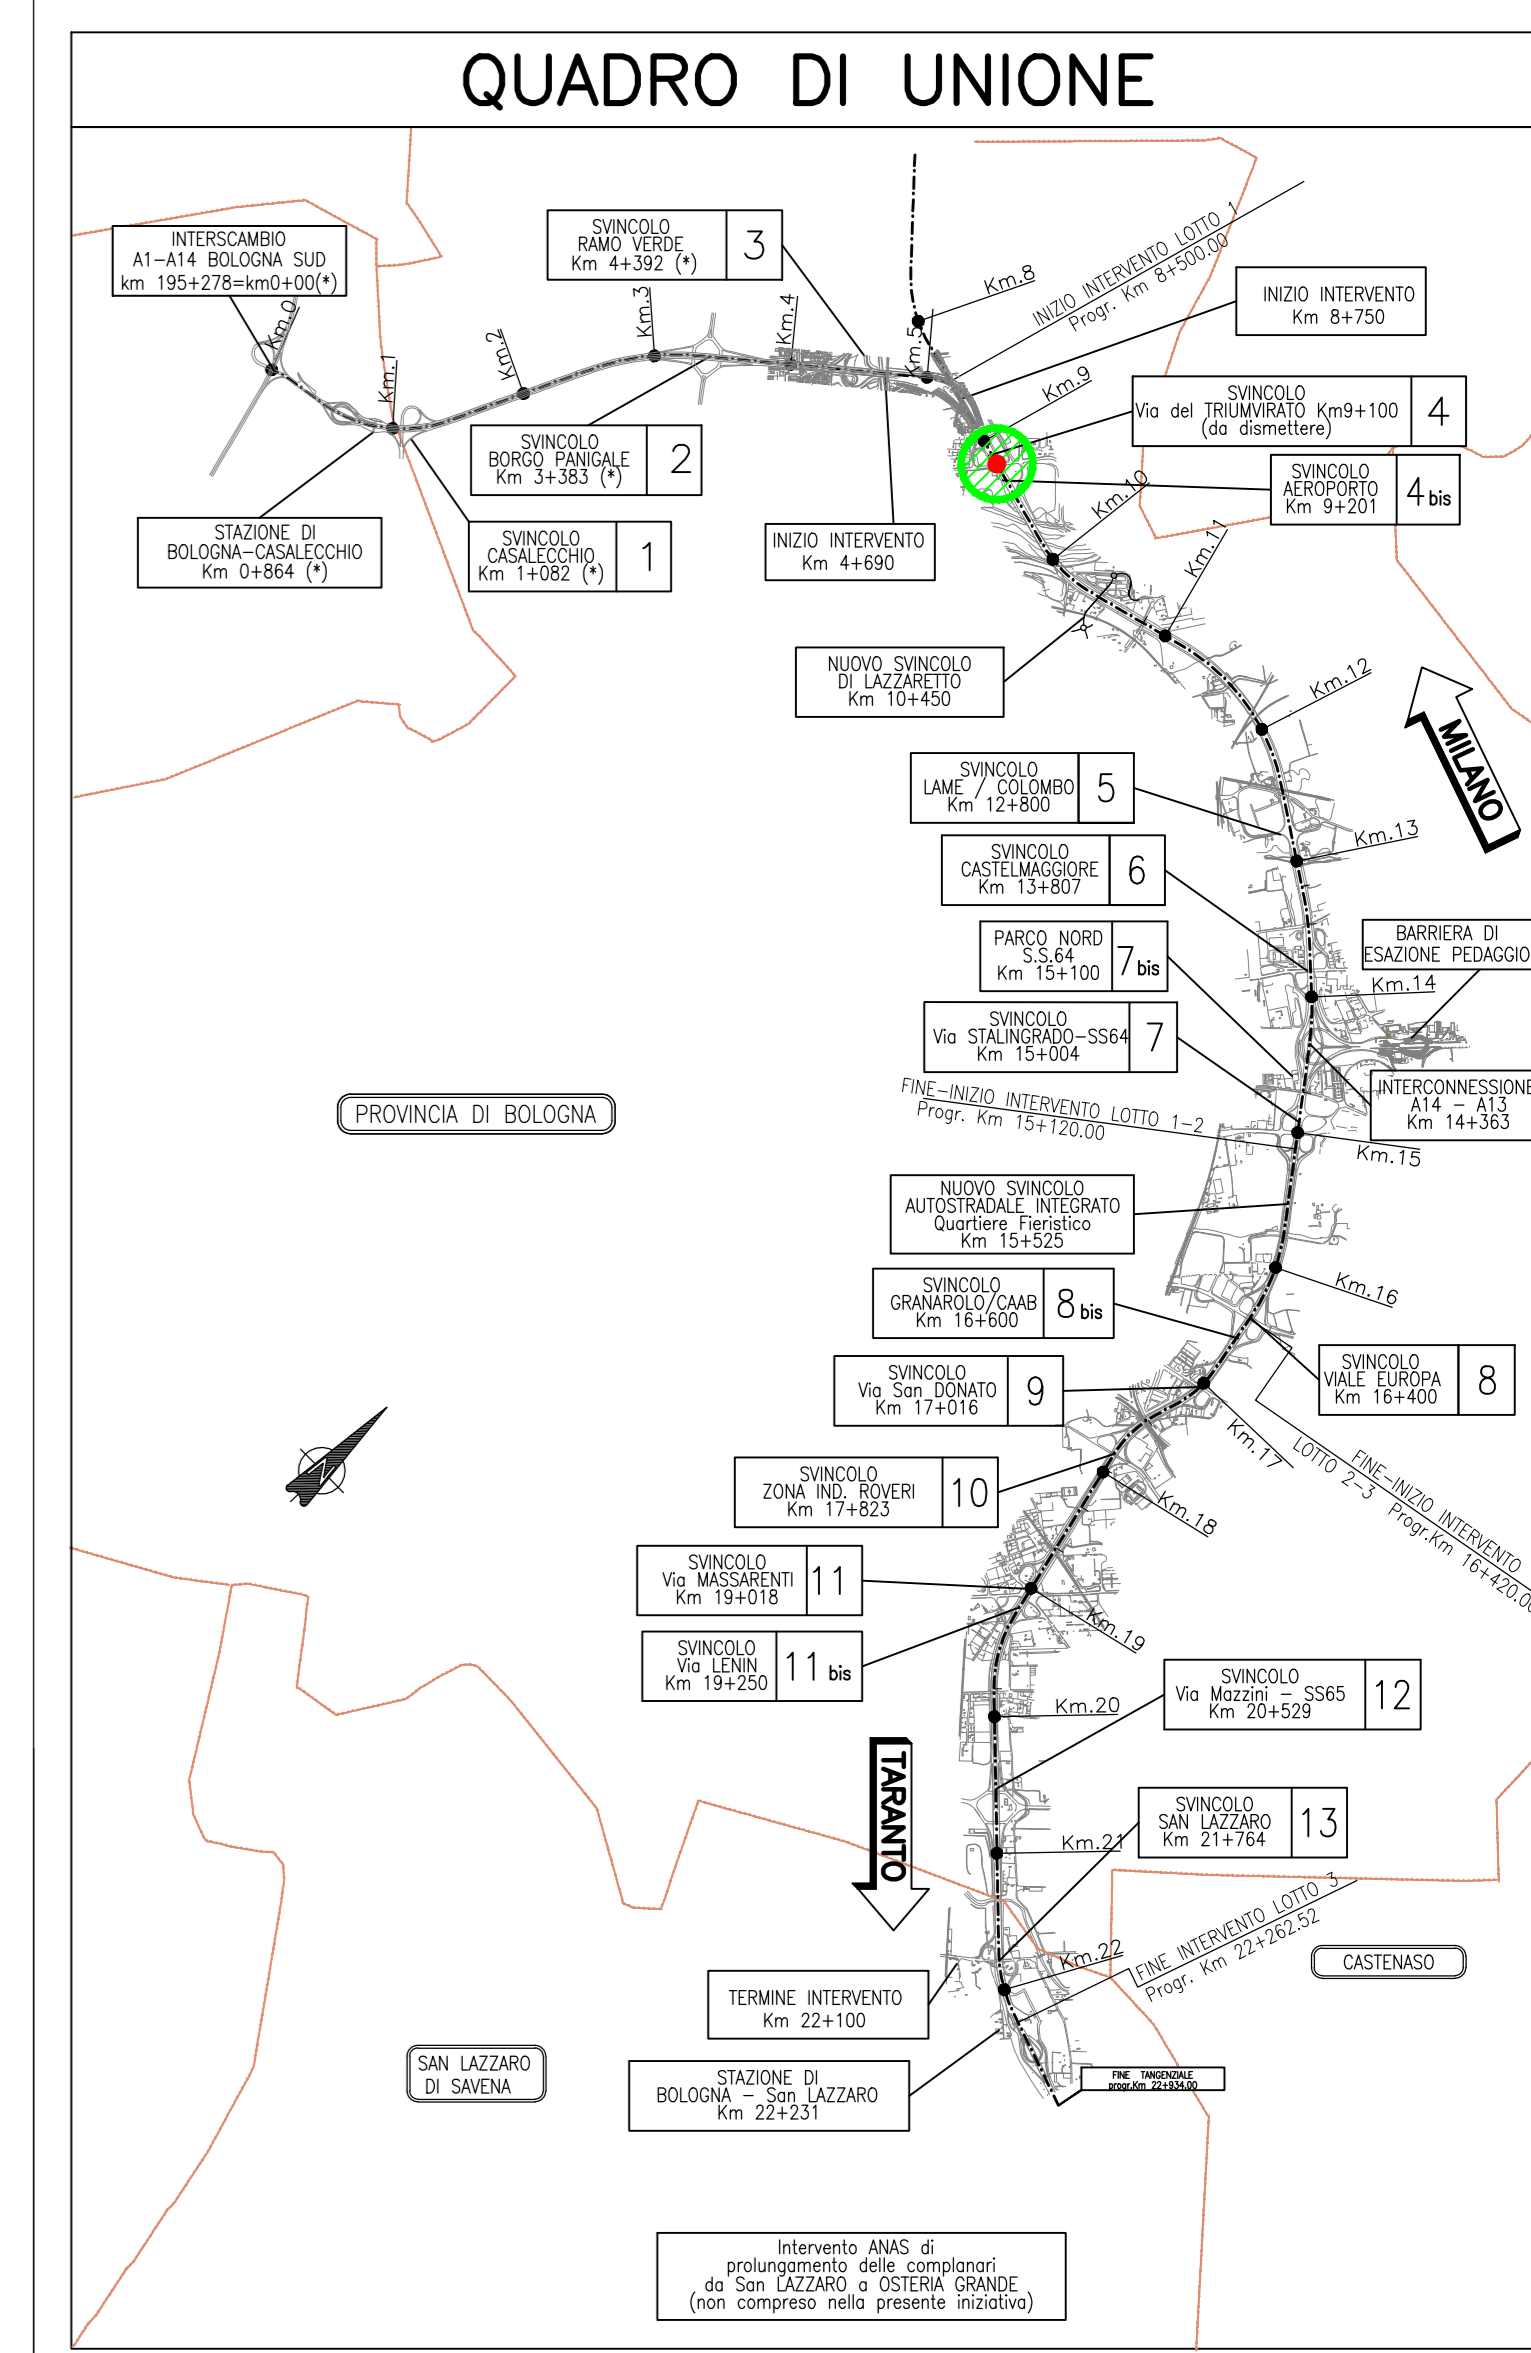 QUADRO DI UNIONE
INTERSCAMBIO
A1-A14 BOLOGNA SUD
km 195+278=km0+00(*)
SVINCOLO
RAMO VERDE
Km 4+392 (*)
3
INIZIO INTERVENTO LOTTO 1
Progr. Km 8+500.00
INIZIO INTERVENTO
Km 8+750
Km.0
Km.1
Km.2
Km.3
Km.4
Km.5
Km.8
Km.9
SVINCOLO
Via del TRIUMVIRATO Km9+100
(da dismettere)
4
SVINCOLO
BORGO PANIGALE
Km 3+383 (*)
2
SVINCOLO
AEROPORTO
Km 9+201
4 bis
STAZIONE DI
BOLOGNA-CASALECCHIO
Km 0+864 (*)
SVINCOLO
CASALECCHIO
Km 1+082 (*)
1
INIZIO INTERVENTO
Km 4+690
Km.10
Km.11
NUOVO SVINCOLO
DI LAZZARETTO
Km 10+450
Km.12
MILANO
SVINCOLO
LAME / COLOMBO
Km 12+800
5
Km.13
SVINCOLO
CASTELMAGGIORE
Km 13+807
6
PARCO NORD
S.S.64
Km 15+100
7 bis
BARRIERA DI
ESAZIONE PEDAGGIO
Km.14
SVINCOLO
Via STALINGRADO-SS64
Km 15+004
7
INTERCONNESSIONE
A14 - A13
Km 14+363
FINE-INIZIO INTERVENTO LOTTO 1-2
Progr. Km 15+120.00
PROVINCIA DI BOLOGNA
Km.15
NUOVO SVINCOLO
AUTOSTRADALE INTEGRATO
Quartiere Fieristico
Km 15+525
Km.16
SVINCOLO
GRANAROLO/CAAB
Km 16+600
8 bis
SVINCOLO
VIALE EUROPA
Km 16+400
8
SVINCOLO
Via San DONATO
Km 17+016
9
Km.17
FINE-INIZIO INTERVENTO
LOTTO 2-3 Progr.Km 16+420.00
SVINCOLO
ZONA IND. ROVERI
Km 17+823
10
Km.18
SVINCOLO
Via MASSARENTI
Km 19+018
11
Km.19
SVINCOLO
Via LENIN
Km 19+250
11 bis
SVINCOLO
Via Mazzini - SS65
Km 20+529
12
Km.20
TARANTO
SVINCOLO
SAN LAZZARO
Km 21+764
13
Km.21
FINE INTERVENTO LOTTO 3
Progr. Km 22+262.52
Km.22
CASTENASO
TERMINE INTERVENTO
Km 22+100
SAN LAZZARO
DI SAVENA
STAZIONE DI
BOLOGNA - San LAZZARO
Km 22+231
FINE TANGENZIALE
progr.Km 22+934.00
Intervento ANAS di
prolungamento delle complanari
da San LAZZARO a OSTERIA GRANDE
(non compreso nella presente iniziativa)